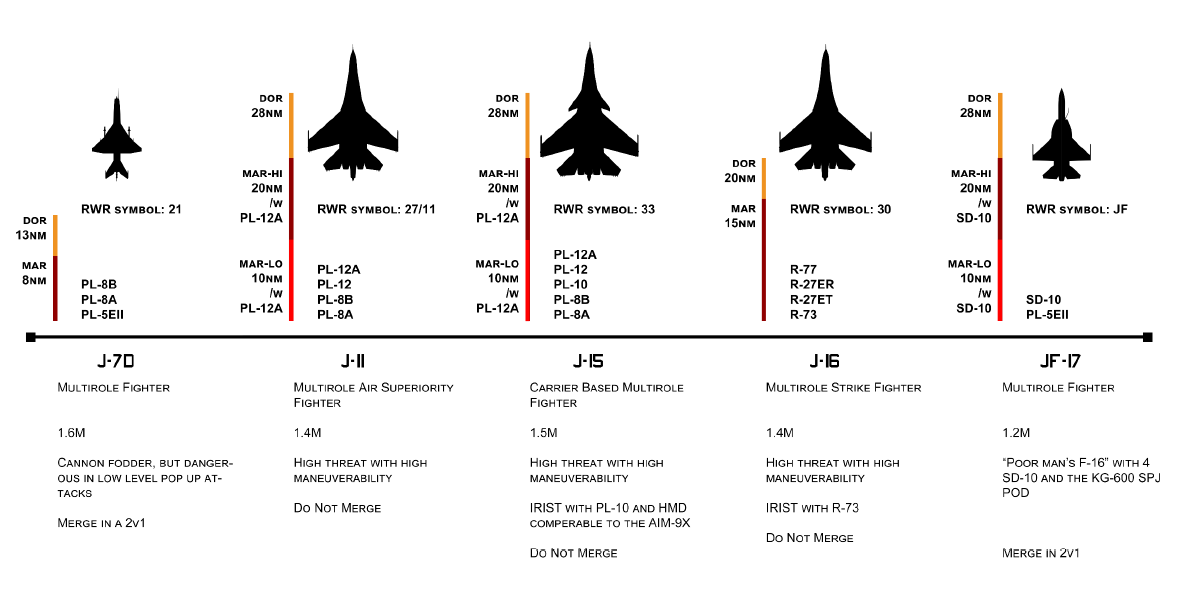 DOR
13NM
MAR
8NM
RWR SYMBOL: 21
PL-8B
PL-8A
PL-5EII
DOR
28NM
MAR-HI
20NM
/W
PL-12A
MAR-LO
10NM
/W
PL-12A
RWR SYMBOL: 27/11
PL-12A
PL-12
PL-8B
PL-8A
DOR
28NM
MAR-HI
20NM
/W
PL-12A
MAR-LO
10NM
/W
PL-12A
RWR SYMBOL: 33
PL-12A
PL-12
PL-10
PL-8B
PL-8A
DOR
20NM
MAR
15NM
RWR SYMBOL: 30
R-77
R-27ER
R-27ET
R-73
DOR
28NM
MAR-HI
20NM
/W
SD-10
MAR-LO
10NM
/W
SD-10
RWR SYMBOL: JF
SD-10
PL-5EII
J-7D
MULTIROLE FIGHTER
1.6M
CANNON FODDER, BUT DANGER-
OUS IN LOW LEVEL POP UP AT-
TACKS
MERGE IN A 2V1
J-11
MULTIROLE AIR SUPERIORITY
FIGHTER
1.4M
HIGH THREAT WITH HIGH
MANEUVERABILITY
DO NOT MERGE
J-15
CARRIER BASED MULTIROLE
FIGHTER
1.5M
HIGH THREAT WITH HIGH
MANEUVERABILITY
IRIST WITH PL-10 AND HMD
COMPERABLE TO THE AIM-9X
DO NOT MERGE
J-16
MULTIROLE STRIKE FIGHTER
1.4M
HIGH THREAT WITH HIGH
MANEUVERABILITY
IRIST WITH R-73
DO NOT MERGE
JF-17
MULTIROLE FIGHTER
1.2M
“POOR MAN’S F-16” WITH 4
SD-10 AND THE KG-600 SPJ
POD
MERGE IN 2V1